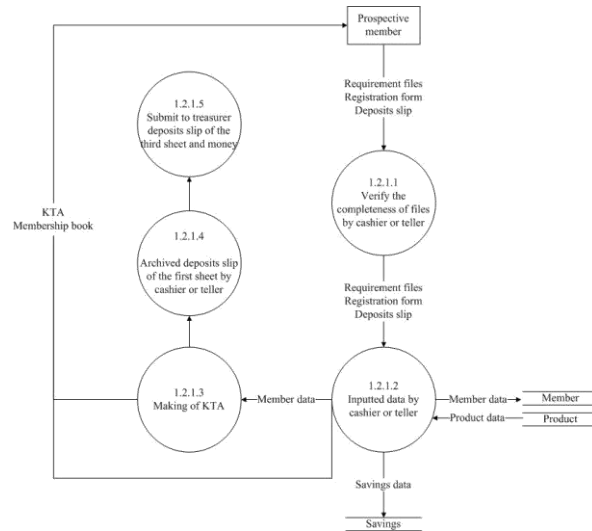 Prospective
member
Requirement files
Registration form
Deposits slip
1.2.1.5
Submit to treasurer
deposits slip of the
third sheet and money
1.2.1.1
Verify the
completeness of files
by cashier or teller
KTA
Membership book
1.2.1.4
Archived deposits slip
of the first sheet by
cashier or teller
Requirement files
Registration form
Deposits slip
1.2.1.3
Making of KTA
Member data
1.2.1.2
Inputted data by
cashier or teller
Member data
Member
Product data
Product
Savings data
Savings